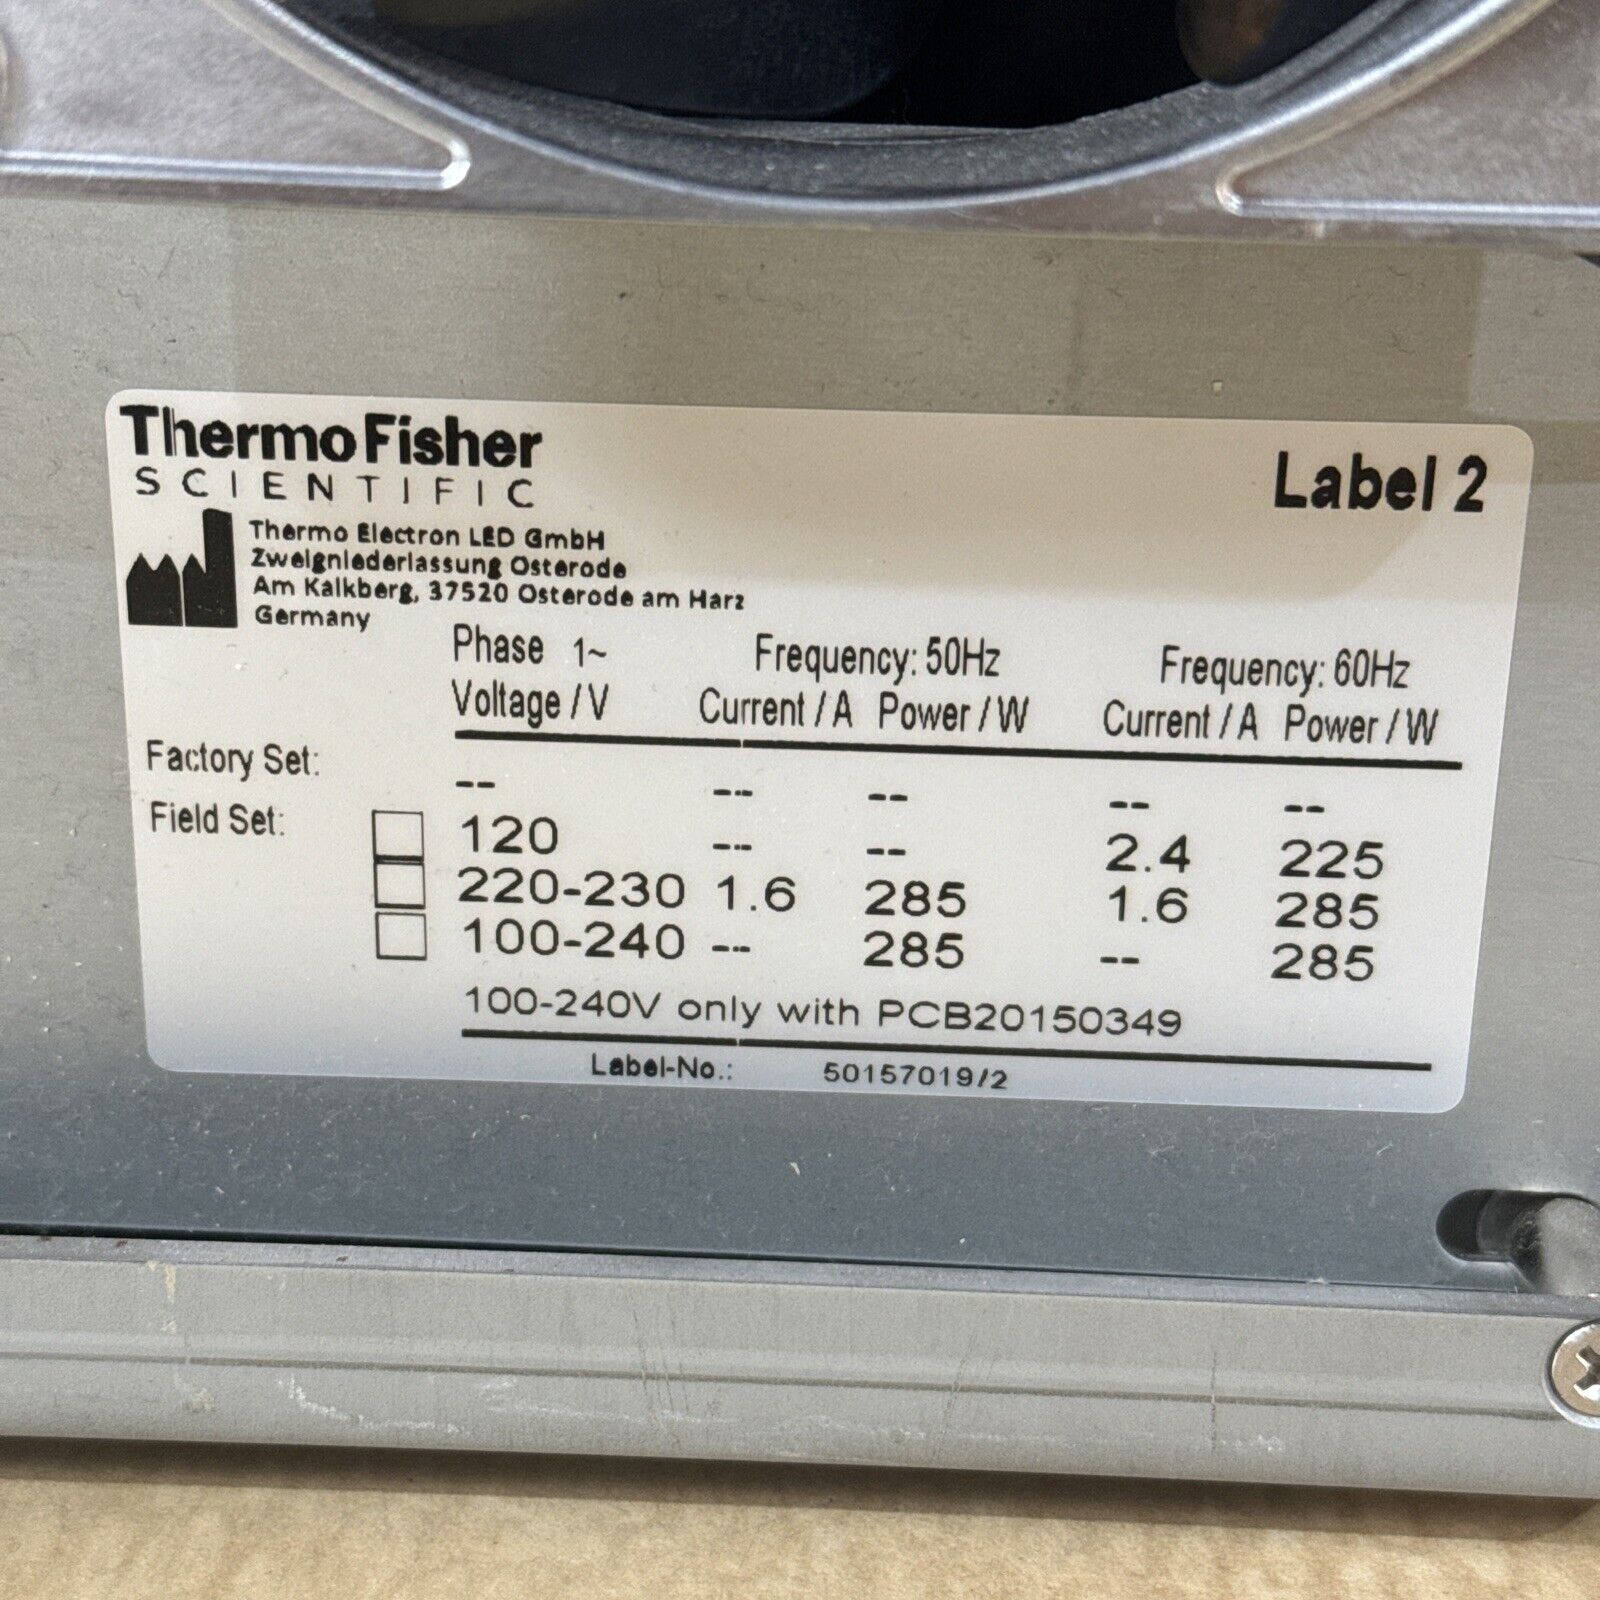 ThermoFisher
SCIENTIFIC
Label 2
Thermo Electron LED GmbH
Zweigniederlassung Osterode
Am Kalkberg, 37520 Osterode am Harz
Germany
Phase 1~ Frequency: 50Hz Frequency: 60Hz
Voltage / V Current / A Power / W Current / A Power / W
Factory Set: -- -- -- -- --
Field Set: 120 -- -- 2.4 225
220-230 1.6 285 1.6 285
100-240 -- 285 -- 285
100-240V only with PCB20150349
Label-No.: 50157019/2